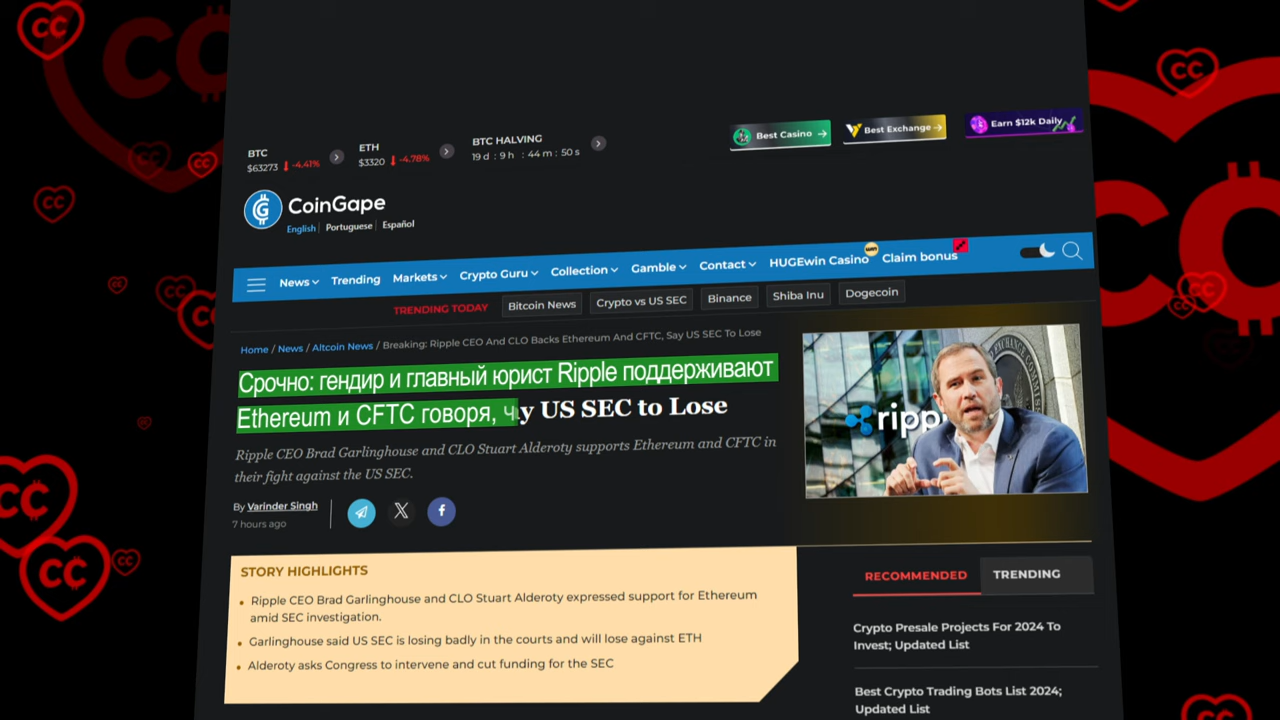 BTC
$63273 -4.41%
ETH
$3320 -4.78%
BTC HALVING
19 d : 9 h : 44 m : 50 s
Best Casino →
Best Exchange →
Earn $12k Daily
CoinGape
English | Portuguese | Español
News Trending Markets Crypto Guru Collection Gamble Contact HUGEwin Casino Claim bonus
TRENDING TODAY Bitcoin News Crypto vs US SEC Binance Shiba Inu Dogecoin
Home / News / Altcoin News / Breaking: Ripple CEO And CLO Backs Ethereum And CFTC, Say US SEC To Lose
Срочно: гендир и главный юрист Ripple поддерживают
Ethereum и CFTC говоря, чy US SEC to Lose
Ripple CEO Brad Garlinghouse and CLO Stuart Alderoty supports Ethereum and CFTC in
their fight against the US SEC.
By Varinder Singh
7 hours ago
ripp
STORY HIGHLIGHTS
• Ripple CEO Brad Garlinghouse and CLO Stuart Alderoty expressed support for Ethereum
amid SEC investigation.
• Garlinghouse said US SEC is losing badly in the courts and will lose against ETH
• Alderoty asks Congress to intervene and cut funding for the SEC
RECOMMENDED TRENDING
Crypto Presale Projects For 2024 To
Invest; Updated List
Best Crypto Trading Bots List 2024;
Updated List